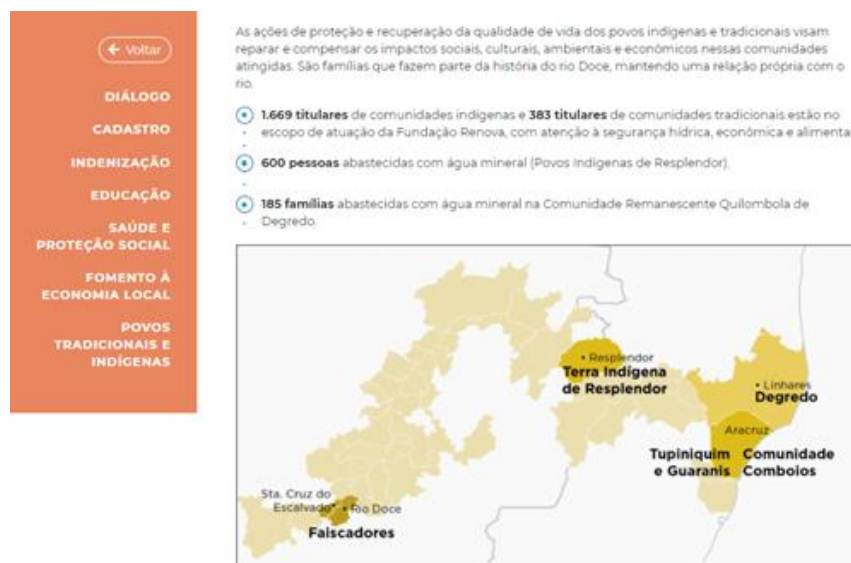 ← Voltar
DIÁLOGO
CADASTRO
INDENIZAÇÃO
EDUCAÇÃO
SAÚDE E
PROTEÇÃO SOCIAL
FOMENTO À
ECONOMIA LOCAL
POVOS
TRADICIONAIS E
INDÍGENAS
As ações de proteção e recuperação da qualidade de vida dos povos indígenas e tradicionais visam
reparar e compensar os impactos sociais, culturais, ambientais e econômicos nessas comunidades
atingidas. São famílias que fazem parte da história do rio Doce, mantendo uma relação própria com o
rio.
1.669 titulares de comunidades indígenas e 383 titulares de comunidades tradicionais estão no
escopo de atuação da Fundação Renova, com atenção à segurança hídrica, econômica e alimenta
600 pessoas abastecidas com água mineral (Povos Indígenas de Resplendor).
185 famílias abastecidas com água mineral na Comunidade Remanescente Quilombola de
Degredo.
Resplendor
Terra Indígena
de Resplendor
Linhares
Degredo
Aracruz
Tupiniquim
e Guaranis
Comunidade
Comboios
Sta. Cruz do
Escalvado
Rio Doce
Faiscadores